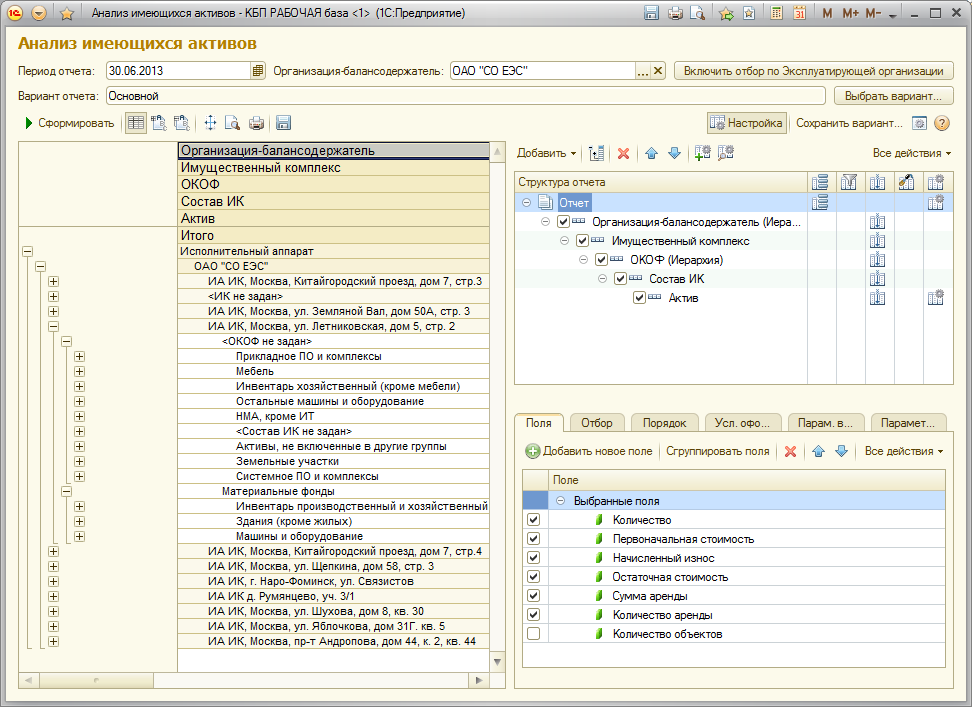 Анализ имеющихся активов - КБП РАБОЧАЯ база <1> (1С:Предприятие)
M M+ M-
Анализ имеющихся активов
Период отчета: 30.06.2013 Организация-балансодержатель: ОАО "СО ЕЭС" ... Включить отбор по Эксплуатирующей организации
Вариант отчета: Основной Выбрать вариант...
Сформировать Настройка Сохранить вариант...
Организация-балансодержатель
Имущественный комплекс
ОКОФ
Состав ИК
Актив
Итого
Исполнительный аппарат
ОАО "СО ЕЭС"
ИА ИК, Москва, Китайгородский проезд, дом 7, стр.3
<ИК не задан>
ИА ИК, Москва, ул. Земляной Вал, дом 50А, стр. 3
ИА ИК, Москва, ул. Летниковская, дом 5, стр. 2
<ОКОФ не задан>
Прикладное ПО и комплексы
Мебель
Инвентарь хозяйственный (кроме мебели)
Остальные машины и оборудование
НМА, кроме ИТ
<Состав ИК не задан>
Активы, не включенные в другие группы
Земельные участки
Системное ПО и комплексы
Материальные фонды
Инвентарь производственный и хозяйственный
Здания (кроме жилых)
Машины и оборудование
ИА ИК, Москва, Китайгородский проезд, дом 7, стр.4
ИА ИК, Москва, ул. Щепкина, дом 58, стр. 3
ИА ИК, г. Наро-Фоминск, ул. Связистов
ИА ИК д. Румянцево, уч. 3/1
ИА ИК, Москва, ул. Шухова, дом 8, кв. 30
ИА ИК, Москва, ул. Яблочкова, дом 31Г. кв. 5
ИА ИК, Москва, пр-т Андропова, дом 44, к. 2, кв. 44
Добавить Все действия
Структура отчета
Отчет
Организация-балансодержатель (Иера...
Имущественный комплекс
ОКОФ (Иерархия)
Состав ИК
Актив
Поля Отбор Порядок Усл. офо... Парам. в... Парамет...
Добавить новое поле Сгруппировать поля Все действия
Поле
Выбранные поля
Количество
Первоначальная стоимость
Начисленный износ
Остаточная стоимость
Сумма аренды
Количество аренды
Количество объектов